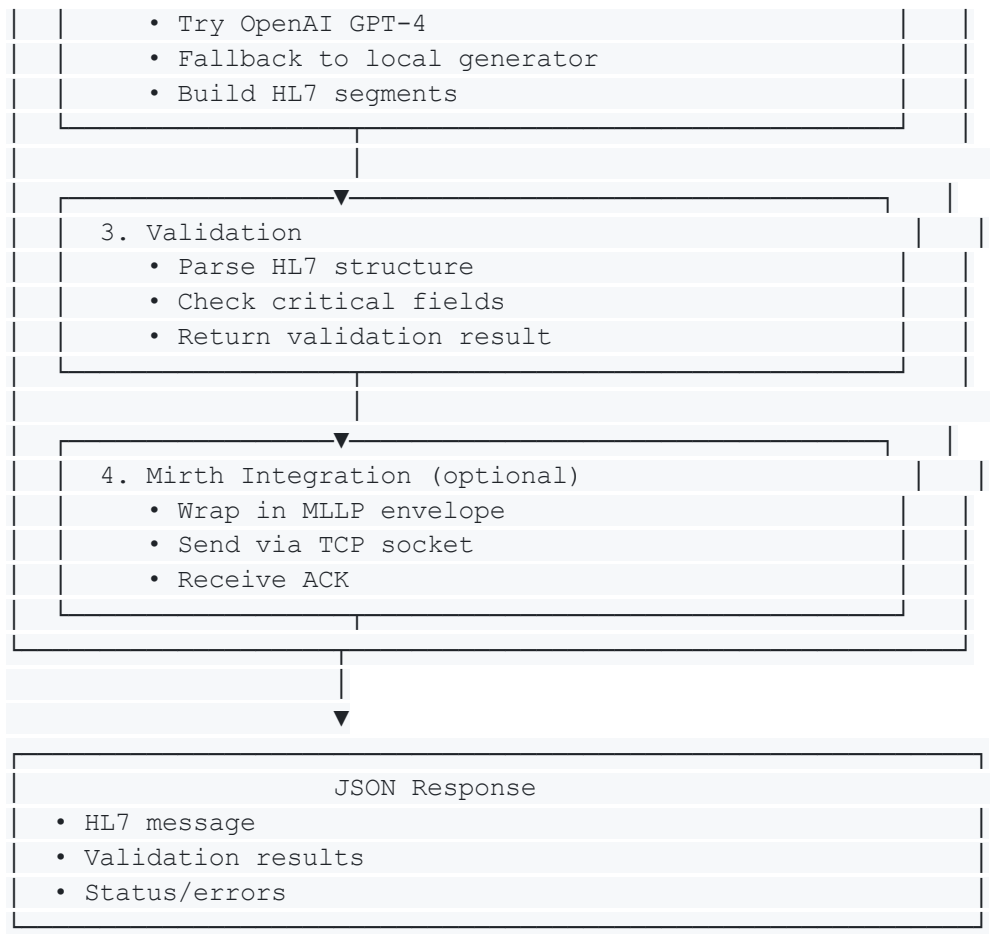 • Try OpenAI GPT-4
• Fallback to local generator
• Build HL7 segments
3. Validation
• Parse HL7 structure
• Check critical fields
• Return validation result
4. Mirth Integration (optional)
• Wrap in MLLP envelope
• Send via TCP socket
• Receive ACK
JSON Response
• HL7 message
• Validation results
• Status/errors